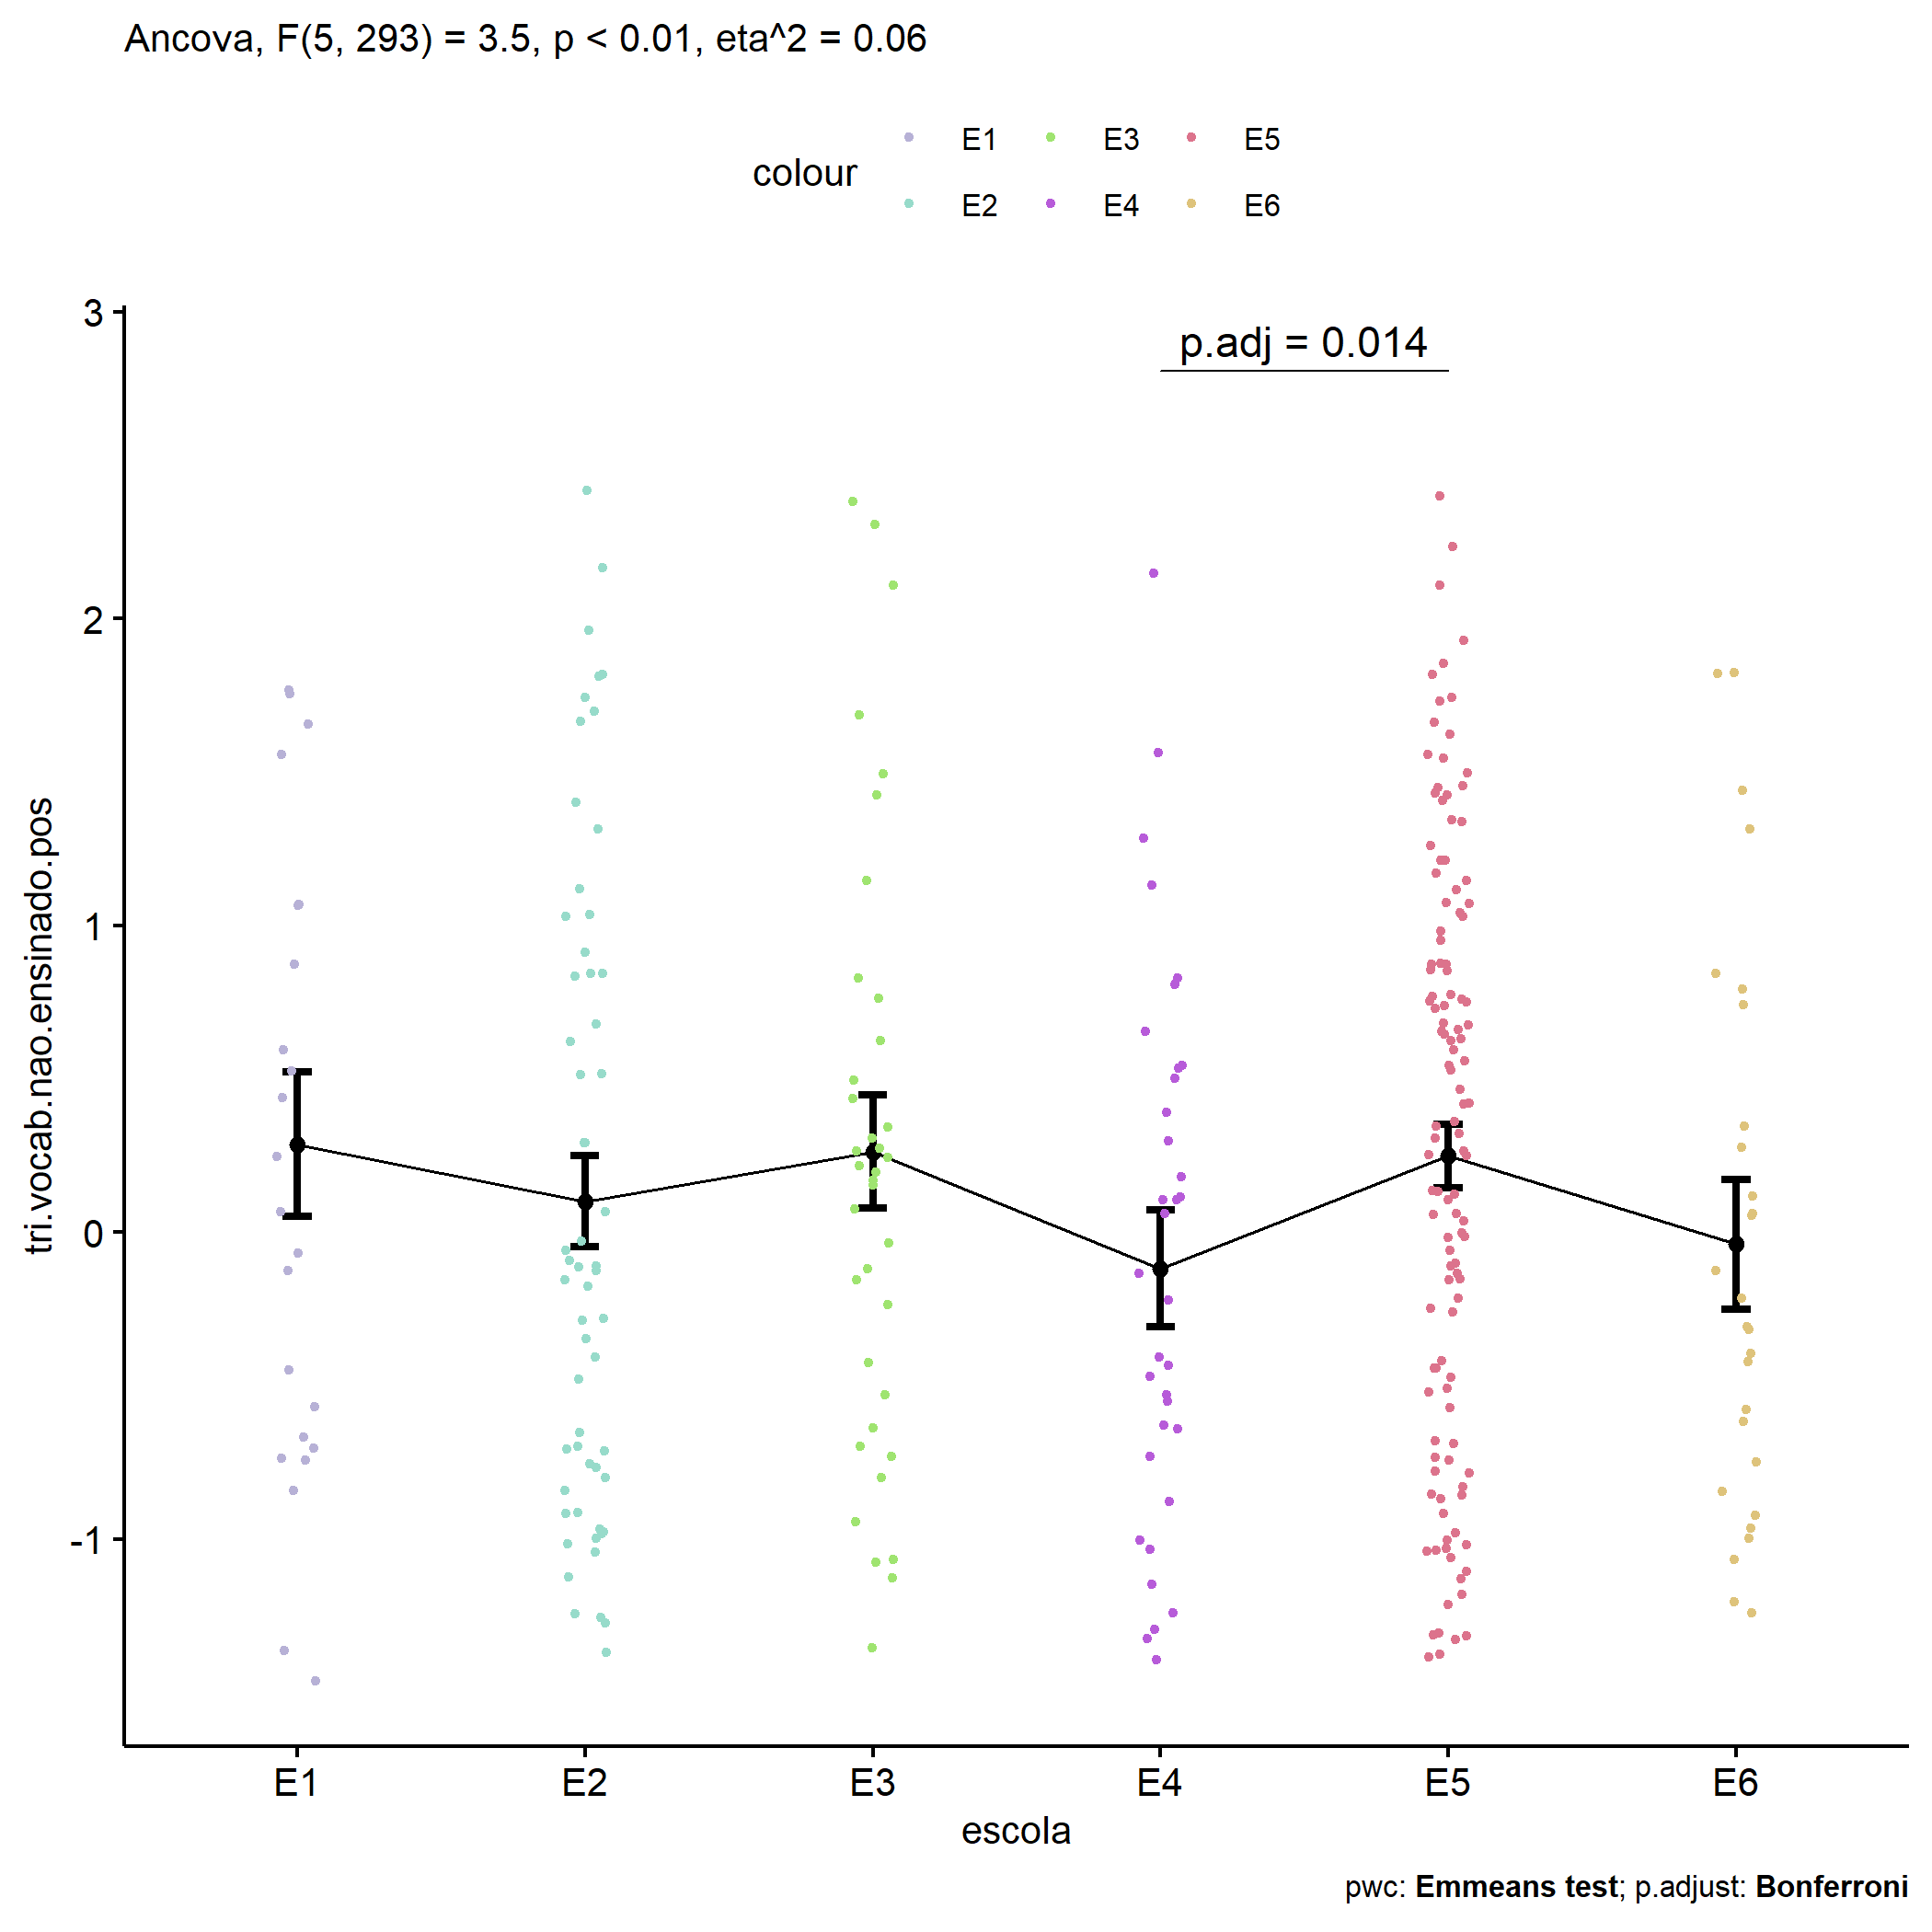 Ancova, F(5, 293) = 3.5, p < 0.01, eta^2 = 0.06
colour
E1
E3
E5
E2
E4
E6
p.adj = 0.014
3
2
1
0
-1
tri.vocab.nao.ensinado.pos
E1
E2
E3
E4
E5
E6
escola
pwc: Emmeans test; p.adjust: Bonferroni